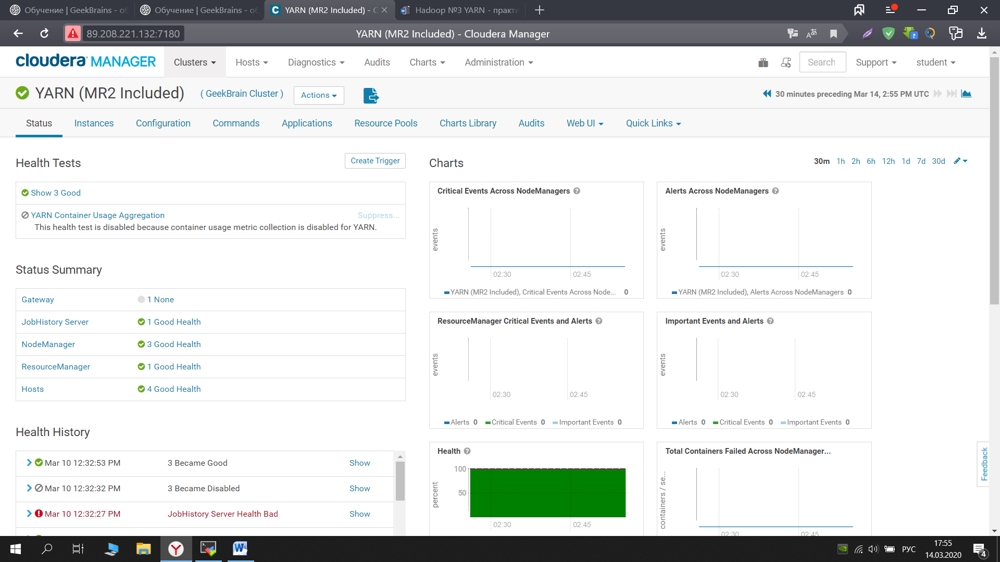 Обучение | GeekBrains - об
Обучение | GeekBrains - об
YARN (MR2 Included) - C
Hadoop №3 YARN - практи
89.208.221.132:7180
YARN (MR2 Included) - Cloudera Manager
cloudera MANAGER
Clusters
Hosts
Diagnostics
Audits
Charts
Administration
Search
Support
student
YARN (MR2 Included)
( GeekBrain Cluster )
Actions
30 minutes preceding Mar 14, 2:55 PM UTC
Status
Instances
Configuration
Commands
Applications
Resource Pools
Charts Library
Audits
Web UI
Quick Links
Health Tests
Create Trigger
Show 3 Good
YARN Container Usage Aggregation
Suppress...
This health test is disabled because container usage metric collection is disabled for YARN.
Status Summary
Gateway
1 None
JobHistory Server
1 Good Health
NodeManager
3 Good Health
ResourceManager
1 Good Health
Hosts
4 Good Health
Health History
Mar 10 12:32:53 PM
3 Became Good
Show
Mar 10 12:32:32 PM
3 Became Disabled
Show
Mar 10 12:32:27 PM
JobHistory Server Health Bad
Show
Charts
30m
1h
2h
6h
12h
1d
7d
30d
Critical Events Across NodeManagers
events
02:30
02:45
YARN (MR2 Included), Critical Events Across Node... 0
Alerts Across NodeManagers
events
02:30
02:45
YARN (MR2 Included), Alerts Across NodeManagers 0
ResourceManager Critical Events and Alerts
events
02:30
02:45
Alerts 0
Critical Events 0
Important Events 0
Important Events and Alerts
events
02:30
02:45
Alerts 0
Critical Events 0
Important Events 0
Health
percent
100
50
02:30
02:45
Total Containers Failed Across NodeManager...
containers / se...
02:30
02:45
Feedback
РУС
17:55
14.03.2020
4